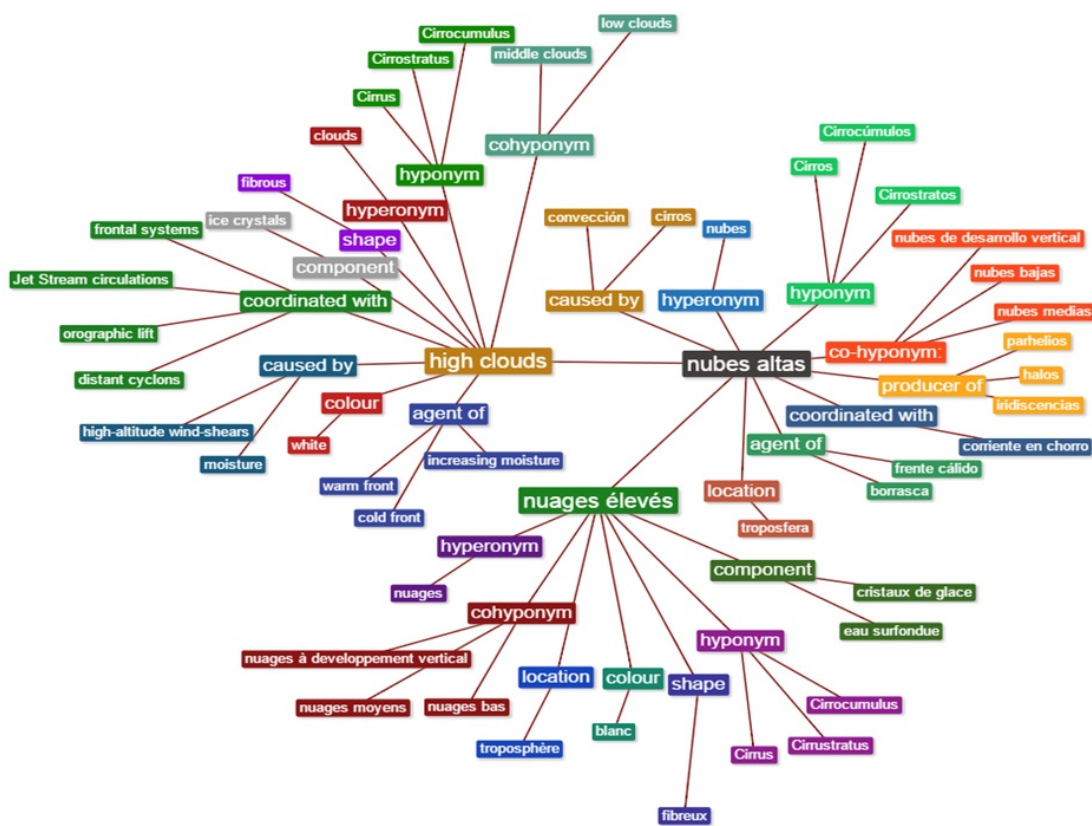 low clouds
Cirrocumulus
middle clouds
Cirrostratus
Cirrus
clouds
cohyponym
hyponym
fibrous
hyperonym
ice crystals
shape
frontal systems
component
Jet Stream circulations
coordinated with
orographic lift
distant cyclons
caused by
high clouds
colour
agent of
high-altitude wind-shears
white
moisture
increasing moisture
warm front
cold front
Cirrocúmulos
Cirros
Cirrostratos
convección
cirros
nubes
nubes de desarrollo vertical
nubes bajas
hyponym
caused by
hyperonym
nubes medias
co-hyponym:
parhelios
nubes altas
halos
producer of
iridiscencias
coordinated with
corriente en chorro
agent of
frente cálido
borrasca
location
troposfera
nuages élevés
hyperonym
component
nuages
cristaux de glace
cohyponym
eau surfondue
hyponym
nuages à developpement vertical
location
colour
shape
nuages moyens
nuages bas
Cirrocumulus
blanc
troposphère
Cirrus
Cirrustratus
fibreux